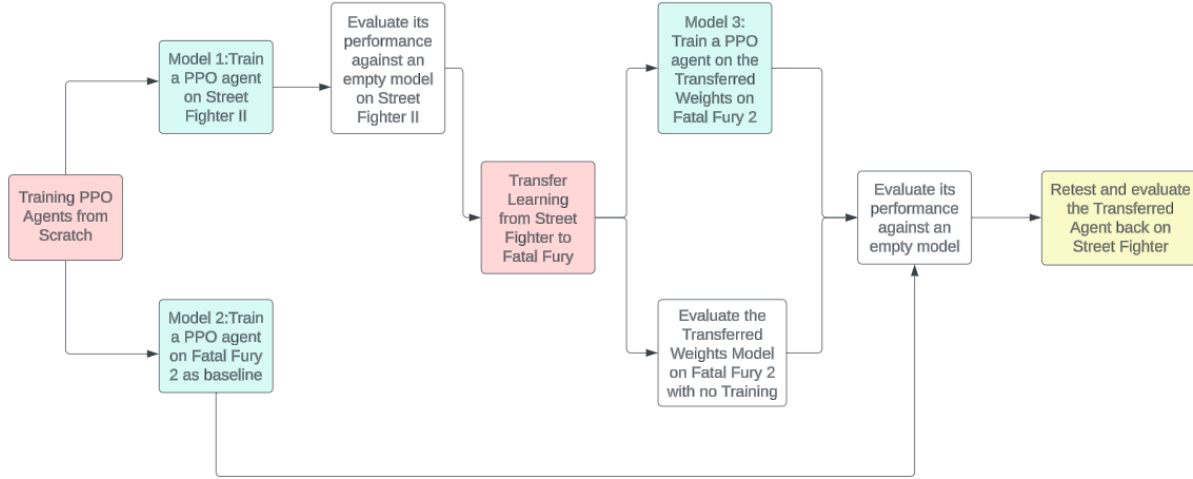 Training PPO
Agents from
Scratch
Model 1:Train
a PPO agent
on Street
Fighter II
Evaluate its
performance
against an
empty model
on Street
Fighter II
Model 2:Train
a PPO agent
on Fatal Fury
2 as baseline
Transfer
Learning
from Street
Fighter to
Fatal Fury
Model 3:
Train a PPO
agent on the
Transferred
Weights on
Fatal Fury 2
Evaluate the
Transferred
Weights Model
on Fatal Fury 2
with no Training
Evaluate its
performance
against an
empty model
Retest and evaluate
the Transferred
Agent back on
Street Fighter